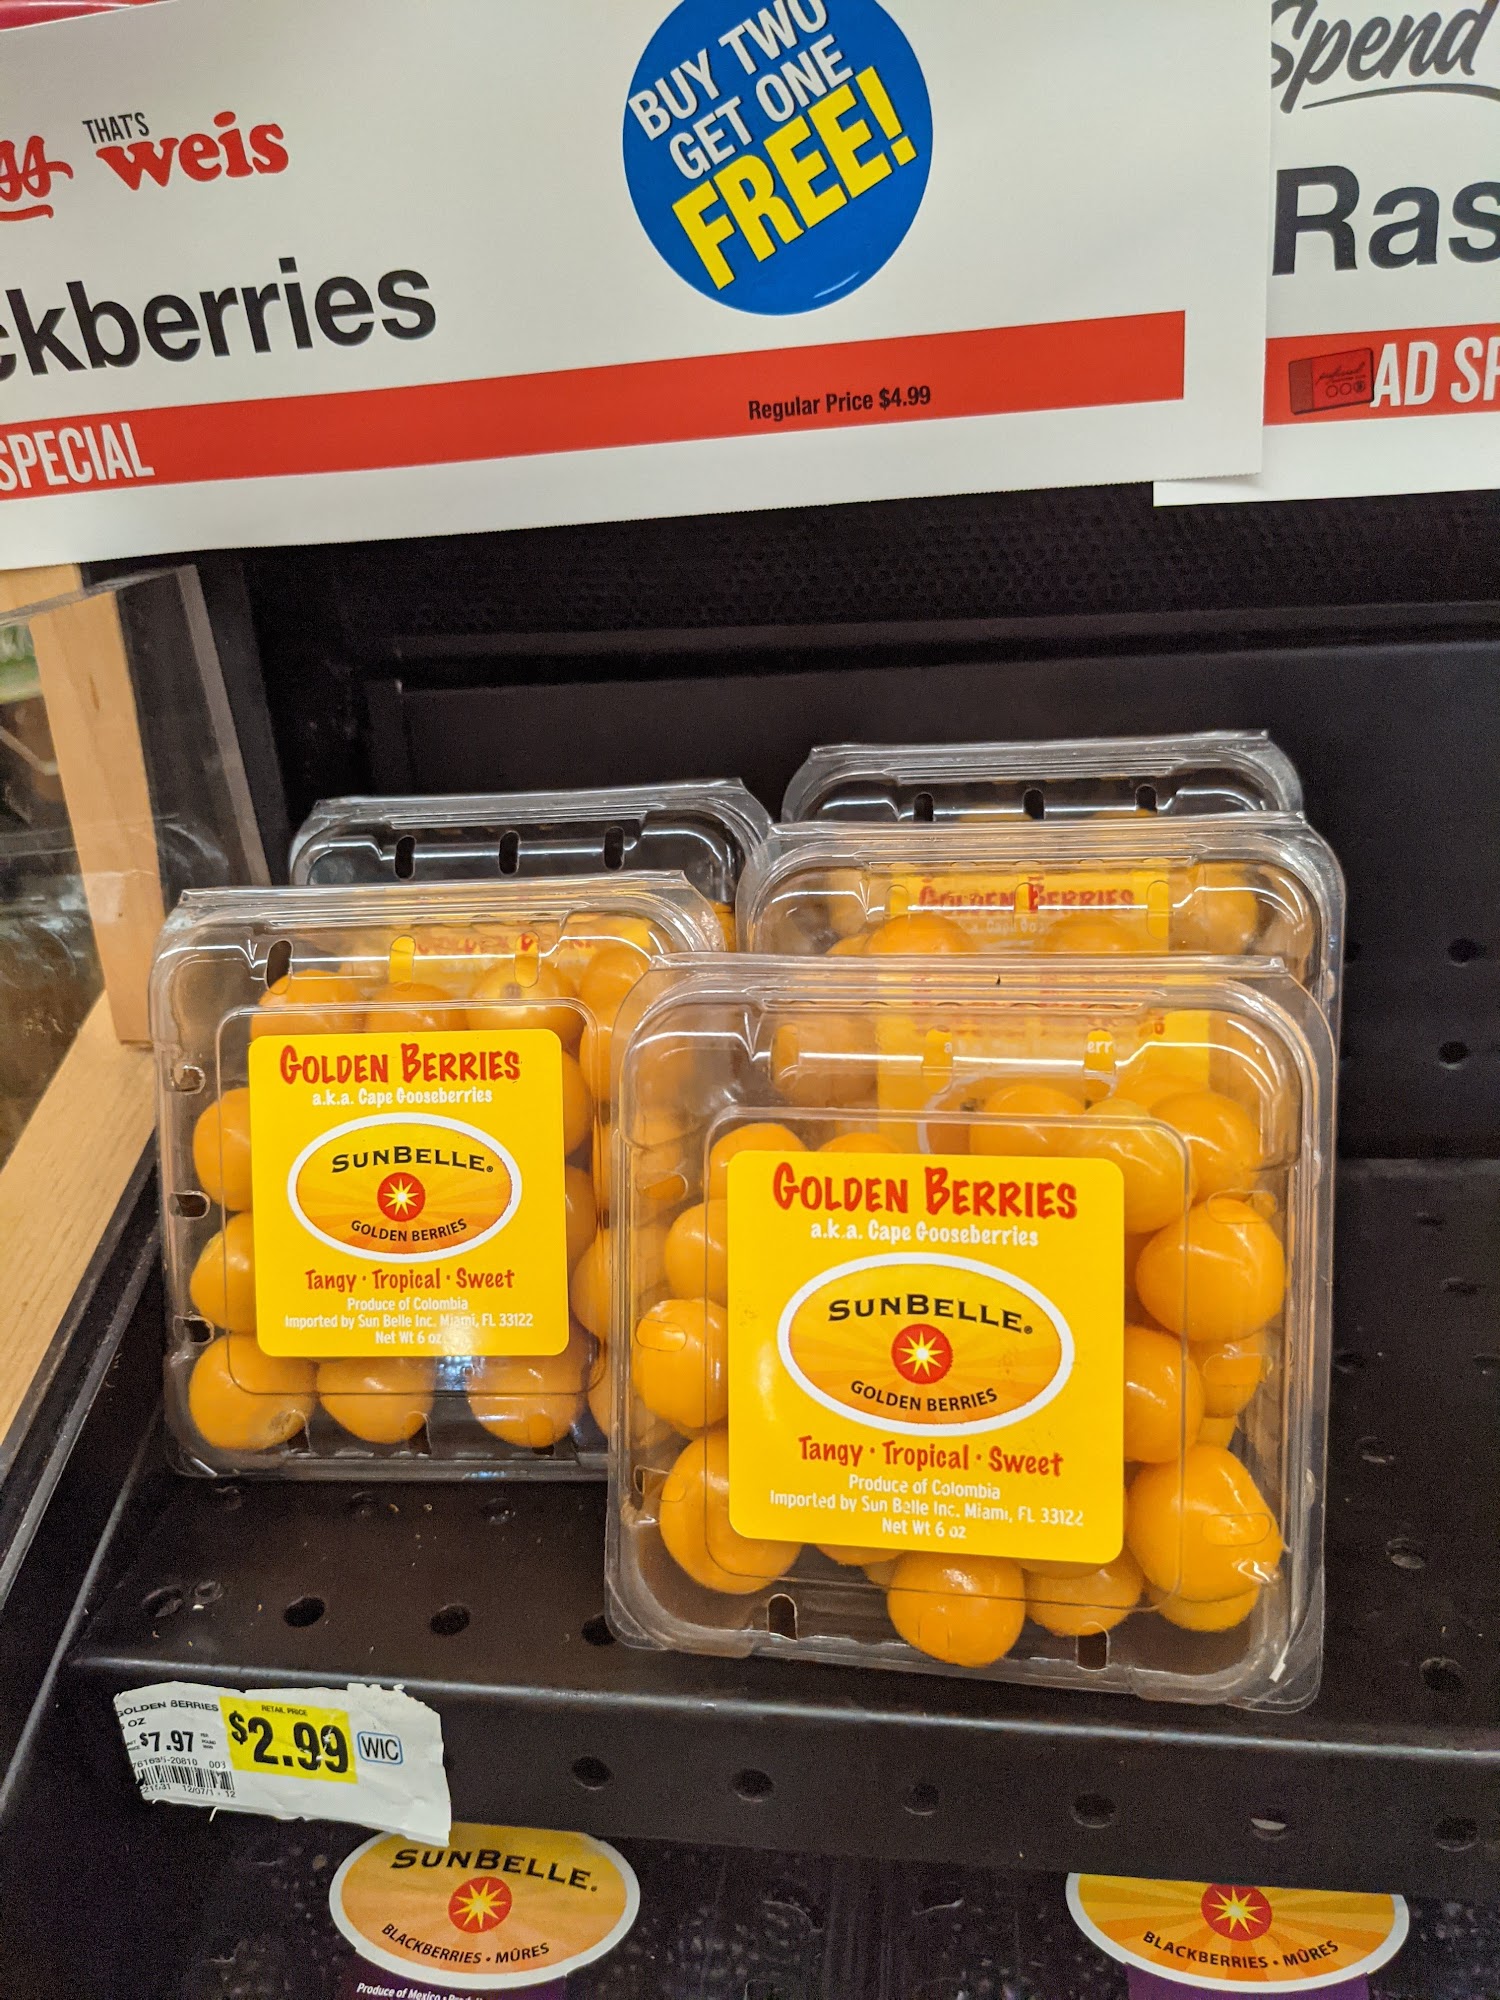 THAT'S
weis
ckberries
SPECIAL
BUY TWO
GET ONE
FREE!
Regular Price $4.99
Spend
Ras
AD SP
GOLDEN BERRIES
GOLDEN BERRIES
a.k.a. Cape Gooseberries
SUNBELLE®
GOLDEN BERRIES
Tangy · Tropical · Sweet
Produce of Colombia
Imported by Sun Belle Inc. Miami, FL 33122
Net Wt 6 oz
GOLDEN BERRIES
a.k.a. Cape Gooseberries
SUNBELLE®
GOLDEN BERRIES
Tangy · Tropical · Sweet
Produce of Colombia
Imported by Sun Belle Inc. Miami, FL 33122
Net Wt 6 oz
GOLDEN BERRIES
OZ
$7.97
RETAIL PRICE
$2.99
WIC
SUNBELLE®
BLACKBERRIES • MÛRES
Produce of Mexico
BLACKBERRIES • MÛRES